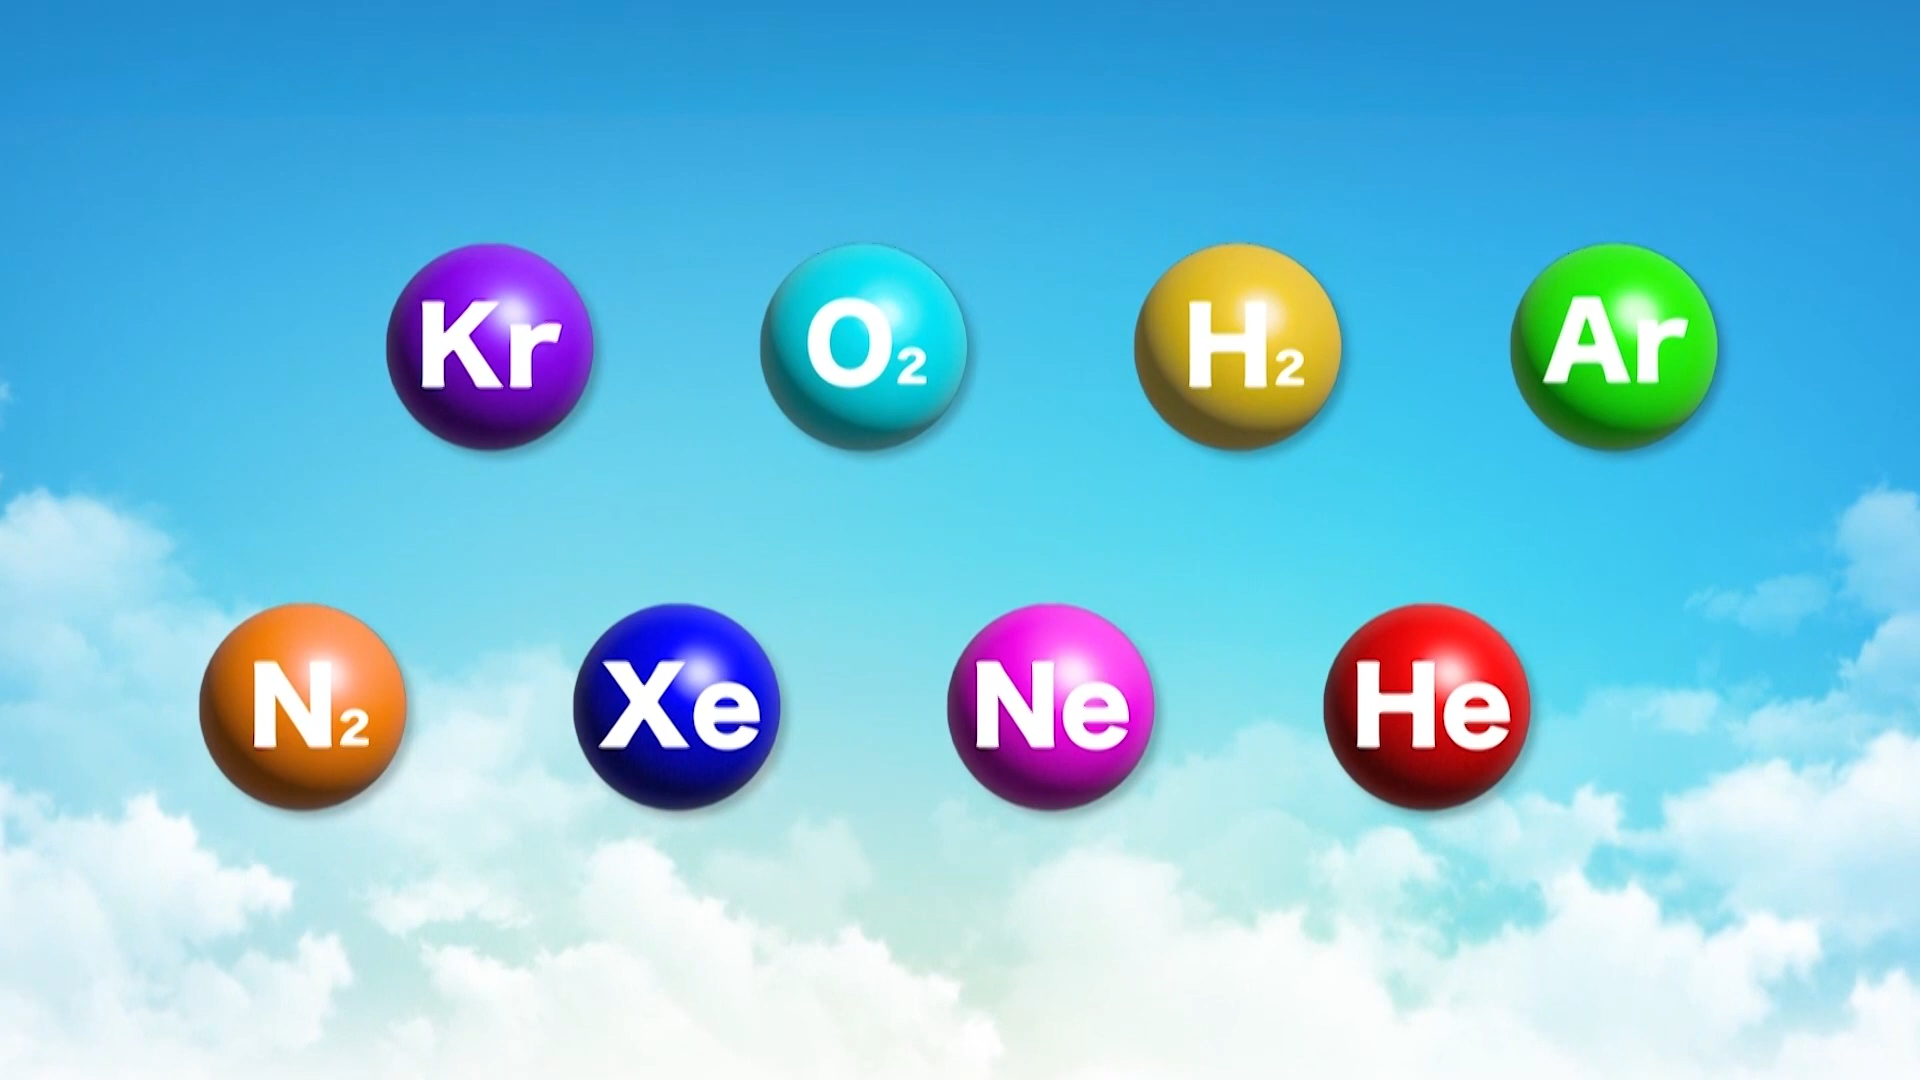 Kr O₂ H₂ Ar
N₂ Xe Ne He